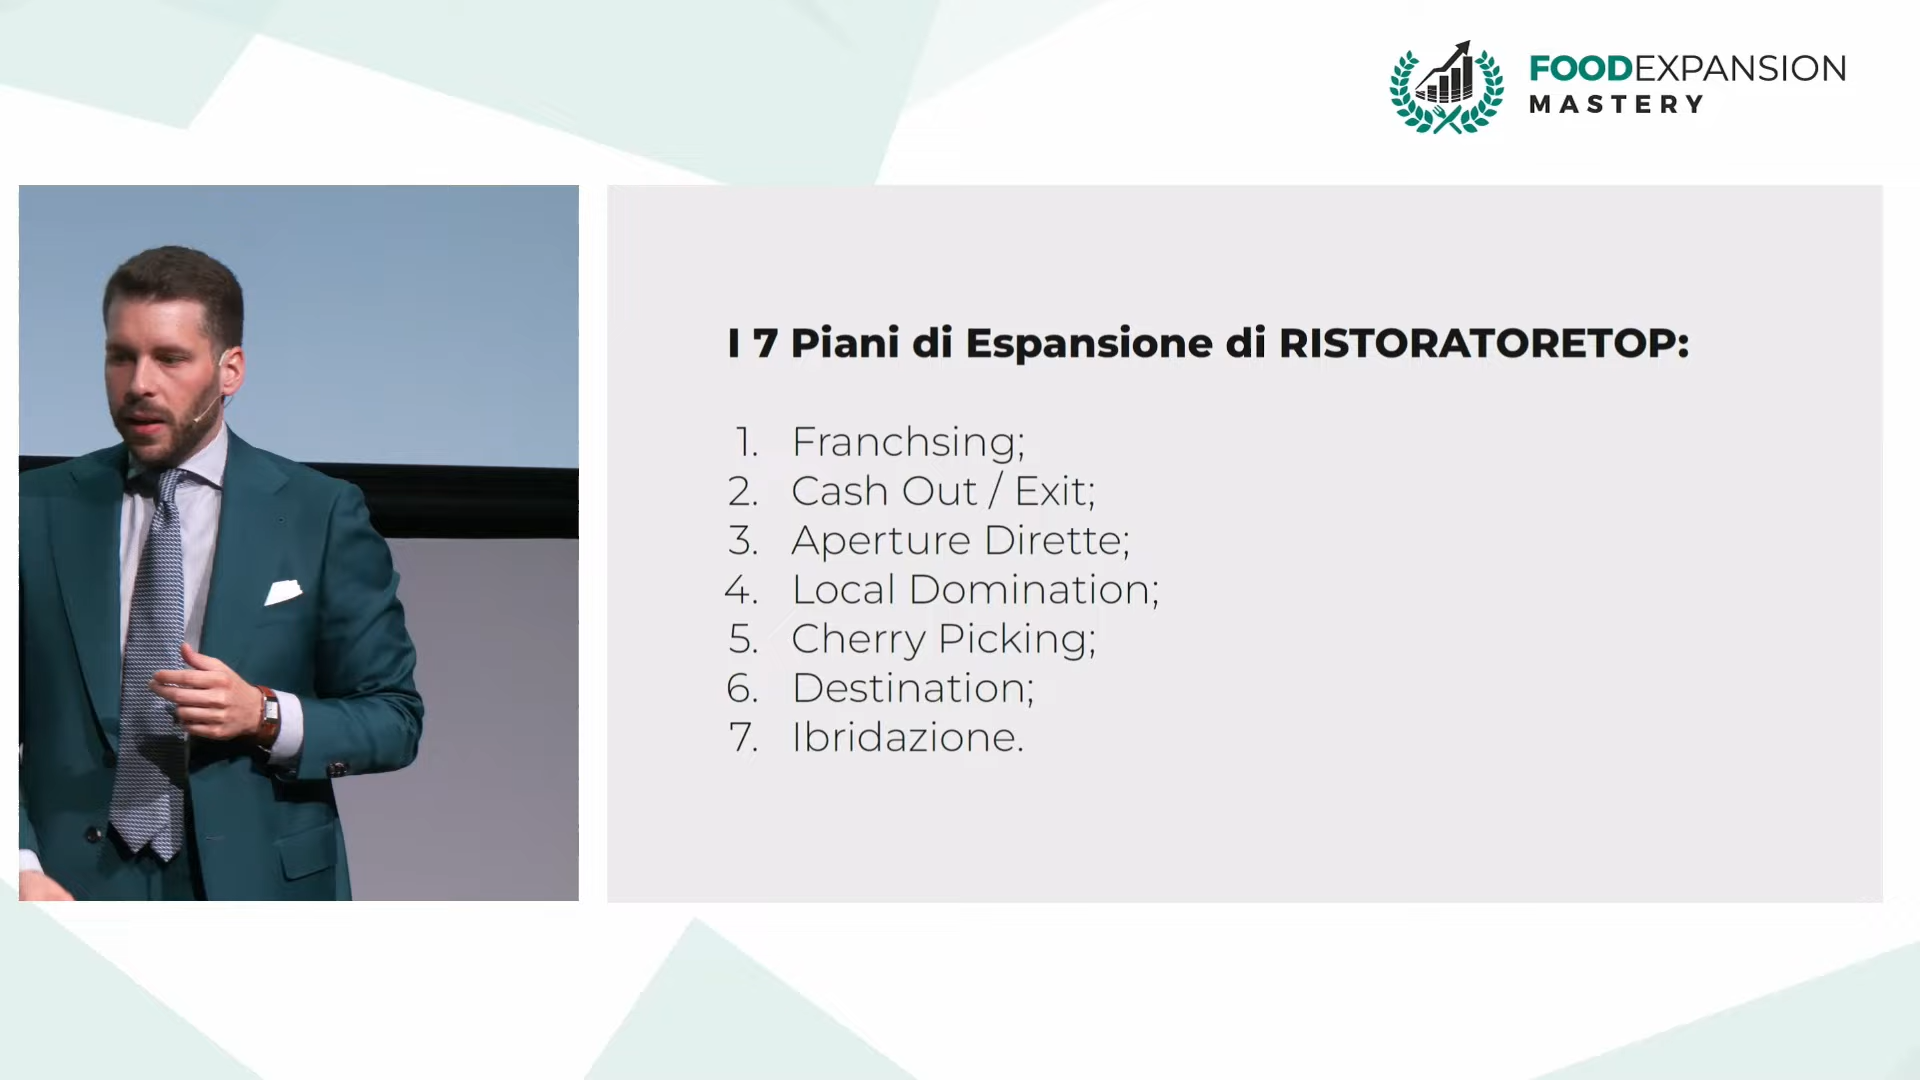 FOODEXPANSION
MASTERY
I 7 Piani di Espansione di RISTORATORETOP:
1. Franchsing;
2. Cash Out / Exit;
3. Aperture Dirette;
4. Local Domination;
5. Cherry Picking;
6. Destination;
7. Ibridazione.